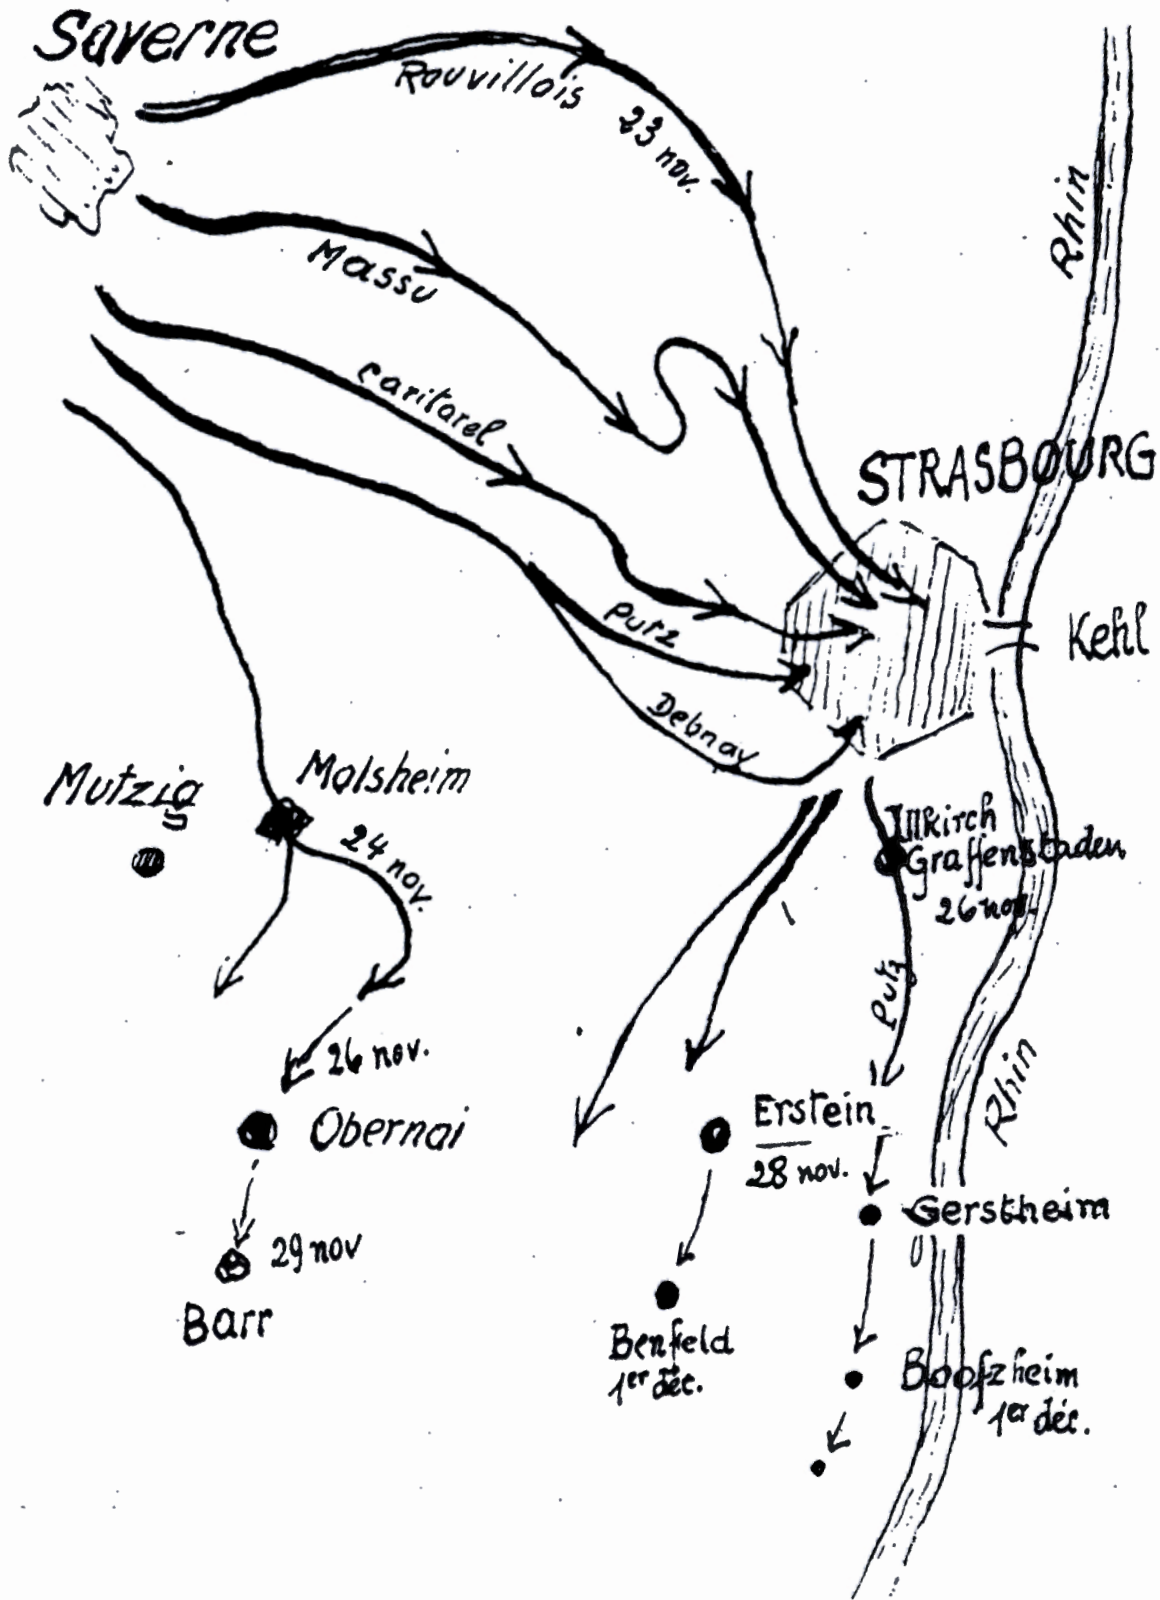 Saverne
Rouvillois
23 nov.
Rhin
Massu
caritarel
STRASBOURG
Putz
Kehl
Debnay
Mutzig
Molsheim
24 nov.
Illkirch
Graffenstaden
26 nov.
Putz
26 nov.
Rhin
Obernai
Erstein
28 nov.
Gerstheim
29 nov
Barr
Benfeld
1er déc.
Boofzheim
1er déc.